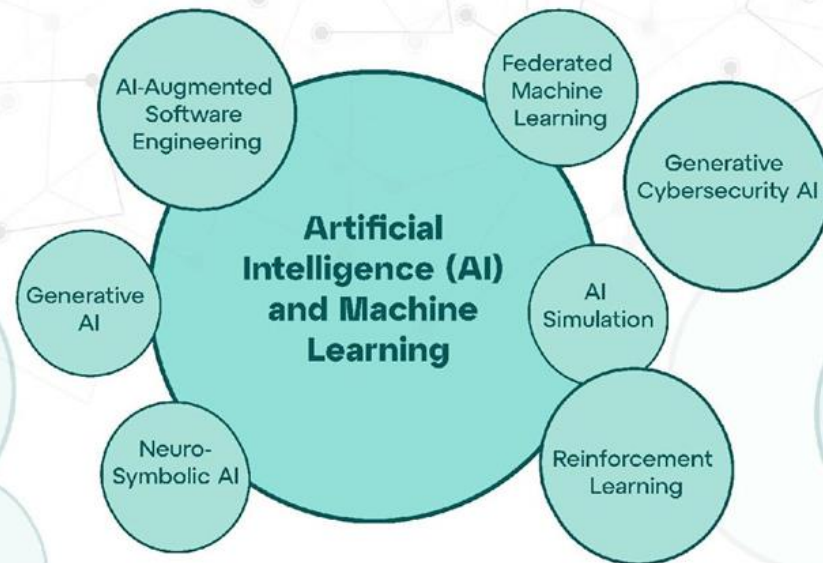 AI-Augmented
Software
Engineering
Federated
Machine
Learning
Generative
Cybersecurity AI
Artificial
Intelligence (AI)
and Machine
Learning
Generative
AI
AI
Simulation
Neuro-
Symbolic AI
Reinforcement
Learning